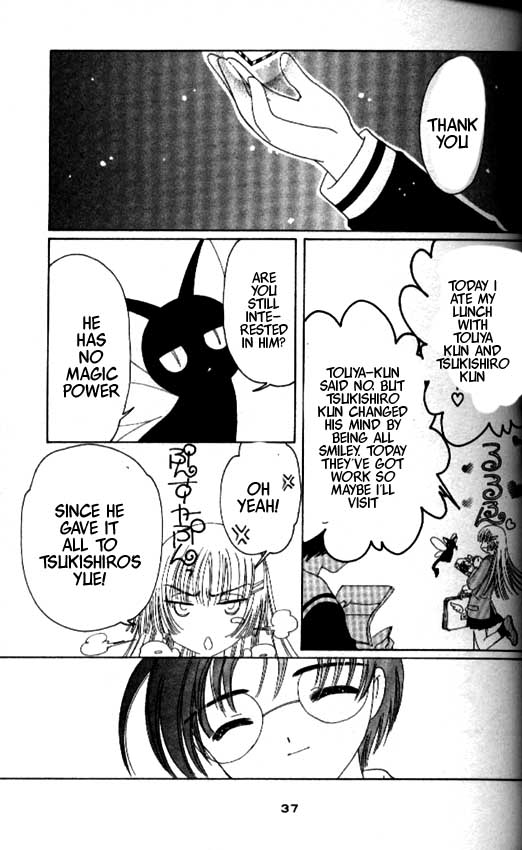 THANK
YOU
TODAY I
ATE MY
LUNCH
WITH
TOUYA
KUN AND
TSUKISHIRO
KUN
♡
TOUYA-KUN
SAID NO. BUT
TSUKISHIRO
KUN CHANGED
HIS MIND BY
BEING ALL
SMILEY. TODAY
THEY'VE GOT
WORK SO
MAYBE I'LL
VISIT
ARE
YOU
STILL
INTE-
RESTED
IN HIM?
HE
HAS
NO
MAGIC
POWER
OH
YEAH!
SINCE HE
GAVE IT
ALL TO
TSUKISHIROS
YUE!
37